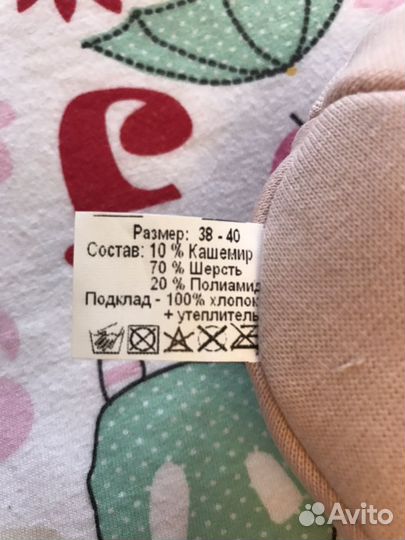 Размер: 38 - 40
Состав: 10 % Кашемир
70 % Шерсть
20 % Полиамид
Подклад - 100% хлопок
+ утеплитель
Avito